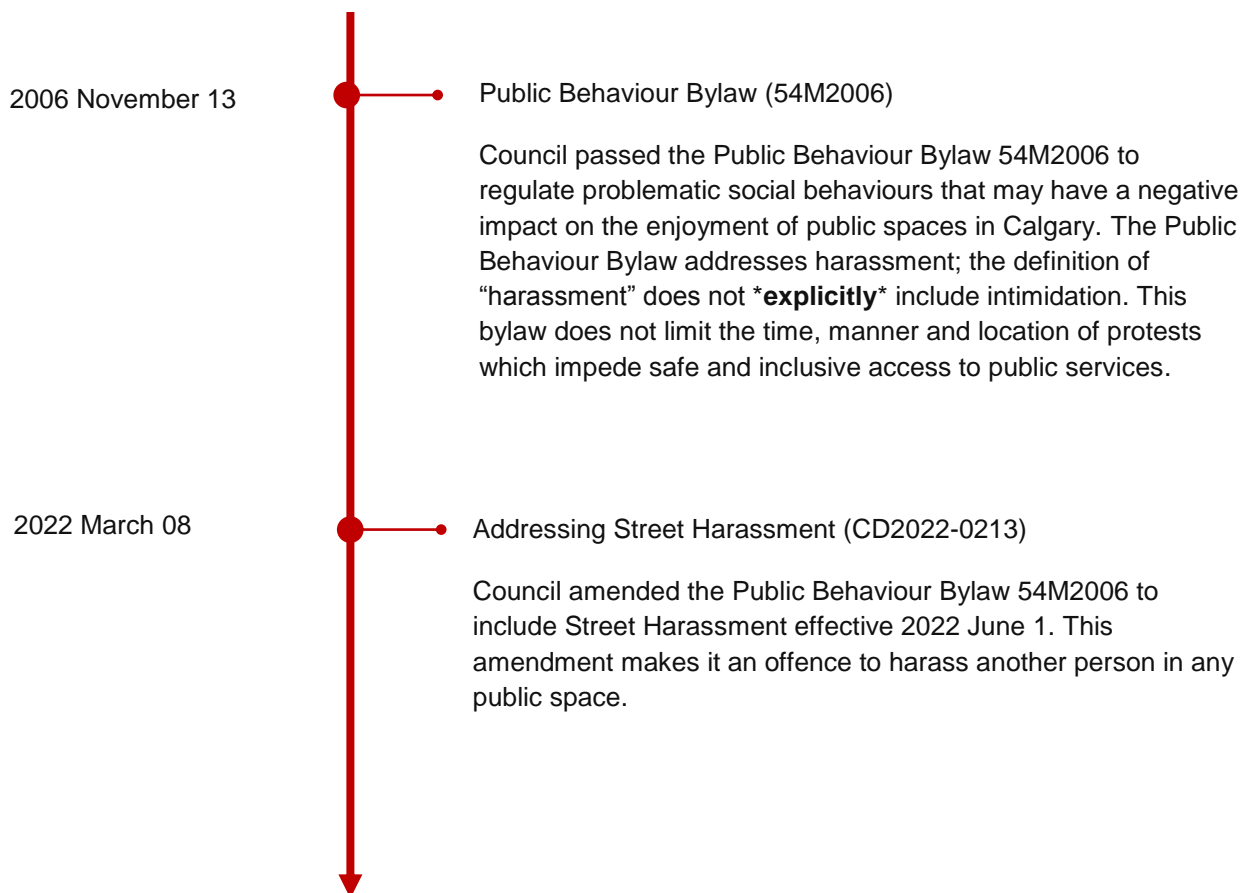 2006 November 13
Public Behaviour Bylaw (54M2006)
Council passed the Public Behaviour Bylaw 54M2006 to
regulate problematic social behaviours that may have a negative
impact on the enjoyment of public spaces in Calgary. The Public
Behaviour Bylaw addresses harassment; the definition of
“harassment” does not *explicitly* include intimidation. This
bylaw does not limit the time, manner and location of protests
which impede safe and inclusive access to public services.
2022 March 08
Addressing Street Harassment (CD2022-0213)
Council amended the Public Behaviour Bylaw 54M2006 to
include Street Harassment effective 2022 June 1. This
amendment makes it an offence to harass another person in any
public space.